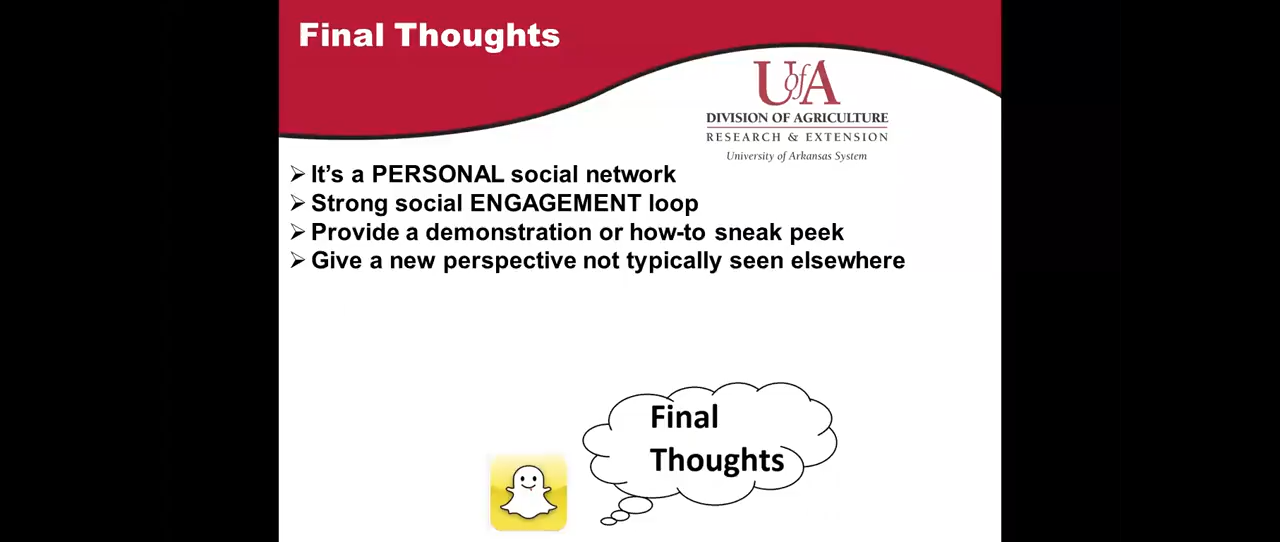 Final Thoughts
UofA
DIVISION OF AGRICULTURE
RESEARCH & EXTENSION
University of Arkansas System
➢ It's a PERSONAL social network
➢ Strong social ENGAGEMENT loop
➢ Provide a demonstration or how-to sneak peek
➢ Give a new perspective not typically seen elsewhere
Final
Thoughts